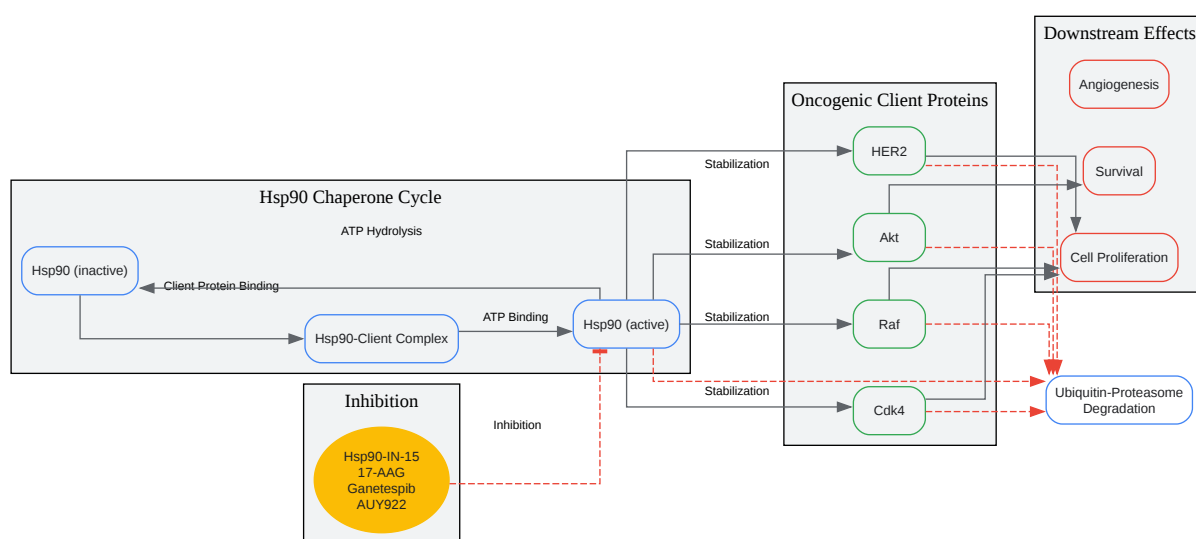 Downstream Effects
Angiogenesis
Oncogenic Client Proteins
HER2
Stabilization
Survival
Hsp90 Chaperone Cycle
ATP Hydrolysis
Akt
Stabilization
Cell Proliferation
Hsp90 (inactive)
Client Protein Binding
ATP Binding
Hsp90 (active)
Stabilization
Raf
Hsp90-Client Complex
Stabilization
Ubiquitin-Proteasome
Degradation
Inhibition
Cdk4
Inhibition
Hsp90-IN-15
17-AAG
Ganetespib
AUY922